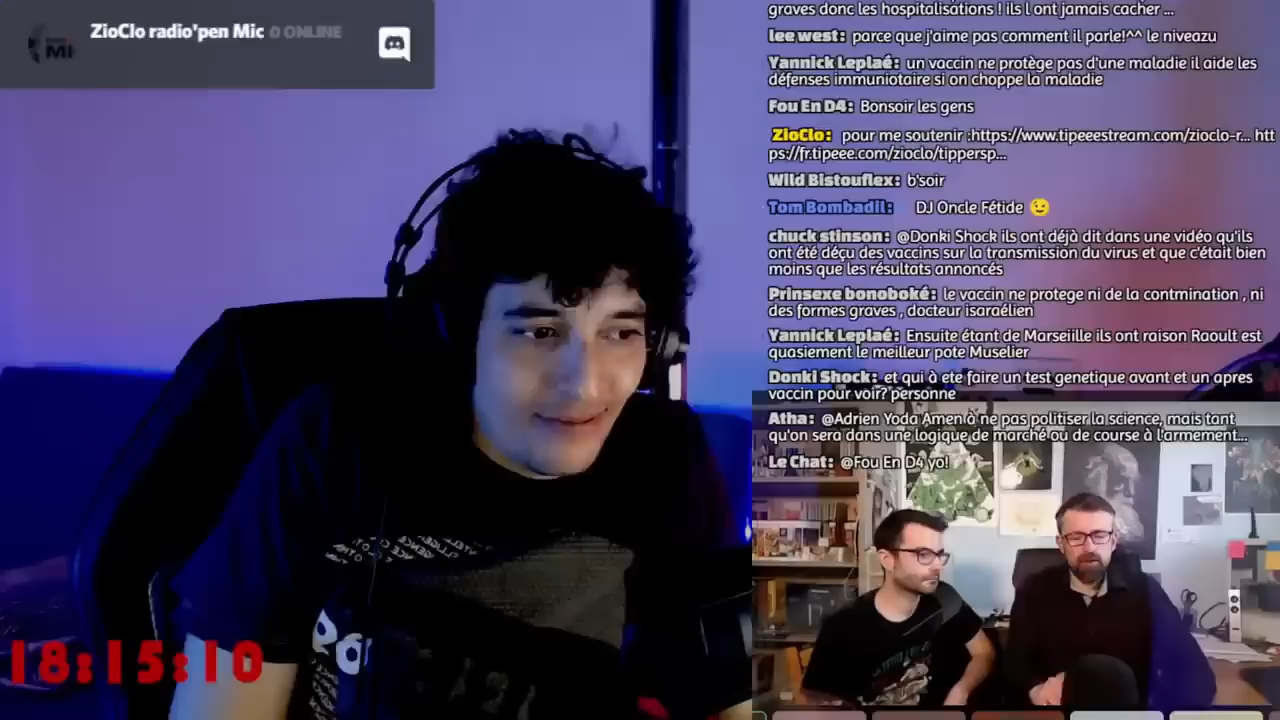 ZioClo radio'pen Mic 0 ONLINE
MI
graves donc les hospitalisations ! ils l ont jamais cacher ...
lee west: parce que j'aime pas comment il parle!^^ le niveazu
Yannick Leplaé: un vaccin ne protège pas d'une maladie il aide les
défenses immuniotaire si on choppe la maladie
Fou En D4: Bonsoir les gens
ZioClo: pour me soutenir :https://www.tipeeestream.com/zioclo-r... htt
ps://fr.tipeee.com/zioclo/tippersp...
Wild Bistouflex: b'soir
Tom Bombadil: DJ Oncle Fétide 😉
chuck stinson: @Donki Shock ils ont déjà dit dans une vidéo qu'ils
ont été déçu des vaccins sur la transmission du virus et que c'était bien
moins que les résultats annoncés
Prinsexe bonoboké: le vaccin ne protege ni de la contmination , ni
des formes graves , docteur isaraélien
Yannick Leplaé: Ensuite étant de Marseiille ils ont raison Raoult est
quasiement le meilleur pote Muselier
Donki Shock: et qui à ete faire un test genetique avant et un apres
vaccin pour voir? personne
Atha: @Adrien Yoda Amen à ne pas politiser la science, mais tant
qu'on sera dans une logique de marché ou de course à l'armement...
Le Chat: @Fou En D4 yo!
18:15:10